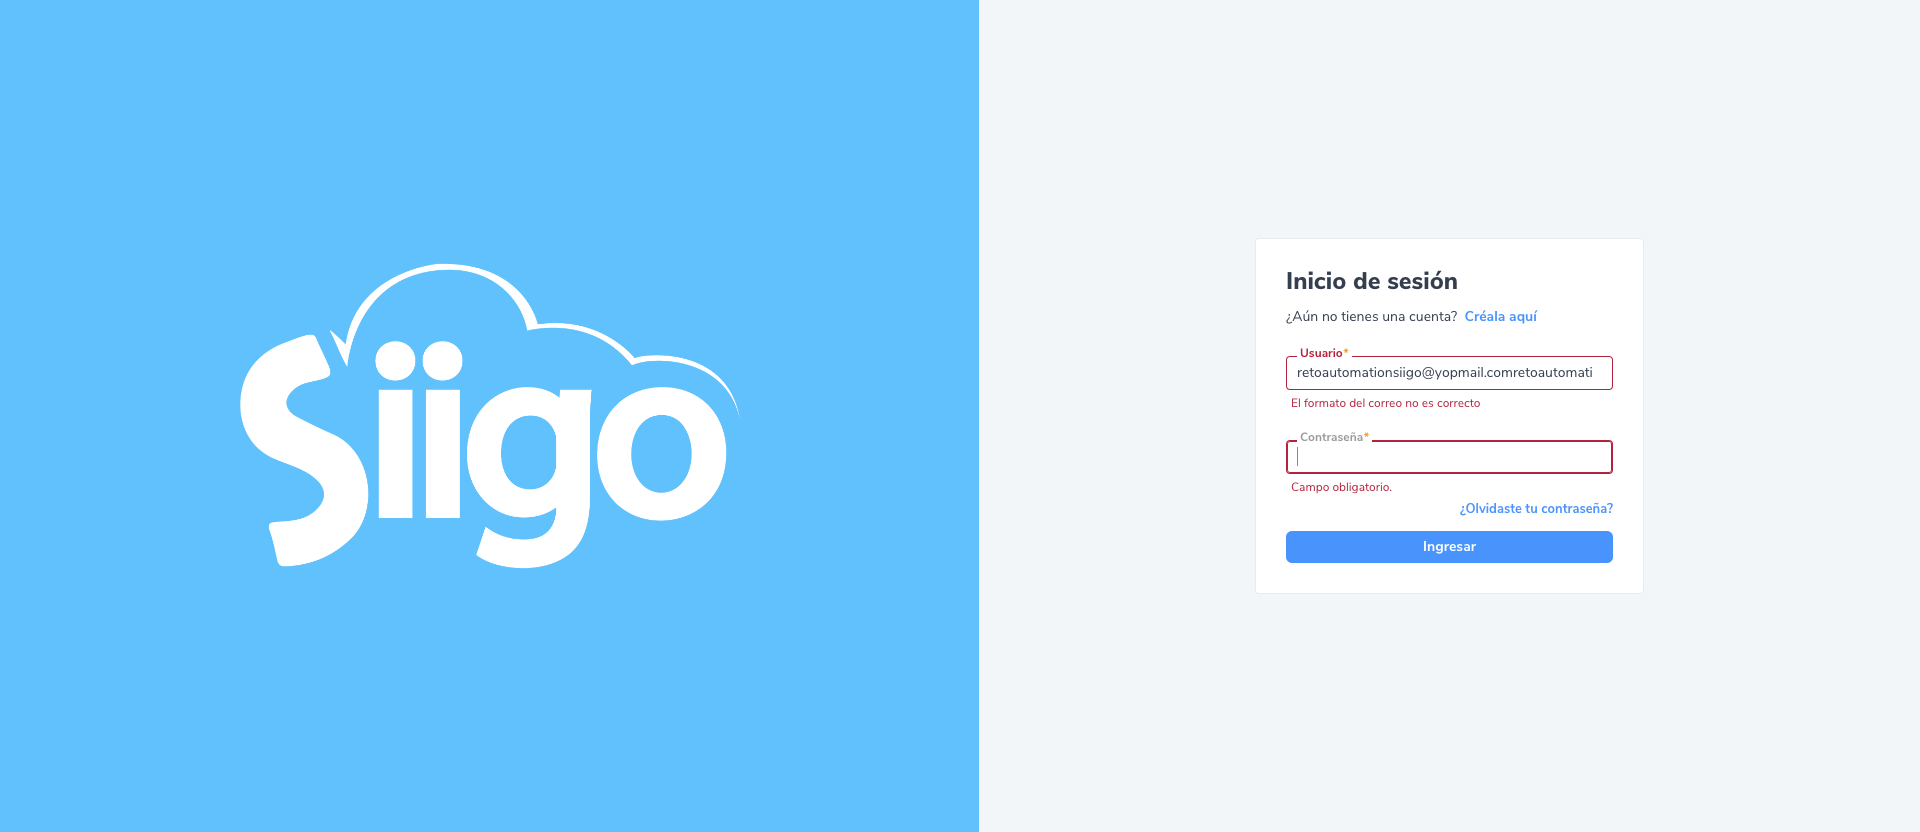 Siigo
Inicio de sesión
¿Aún no tienes una cuenta? Créala aquí
Usuario*
retoautomationsiigo@yopmail.comretoautomati
El formato del correo no es correcto
Contraseña*
Campo obligatorio.
¿Olvidaste tu contraseña?
Ingresar